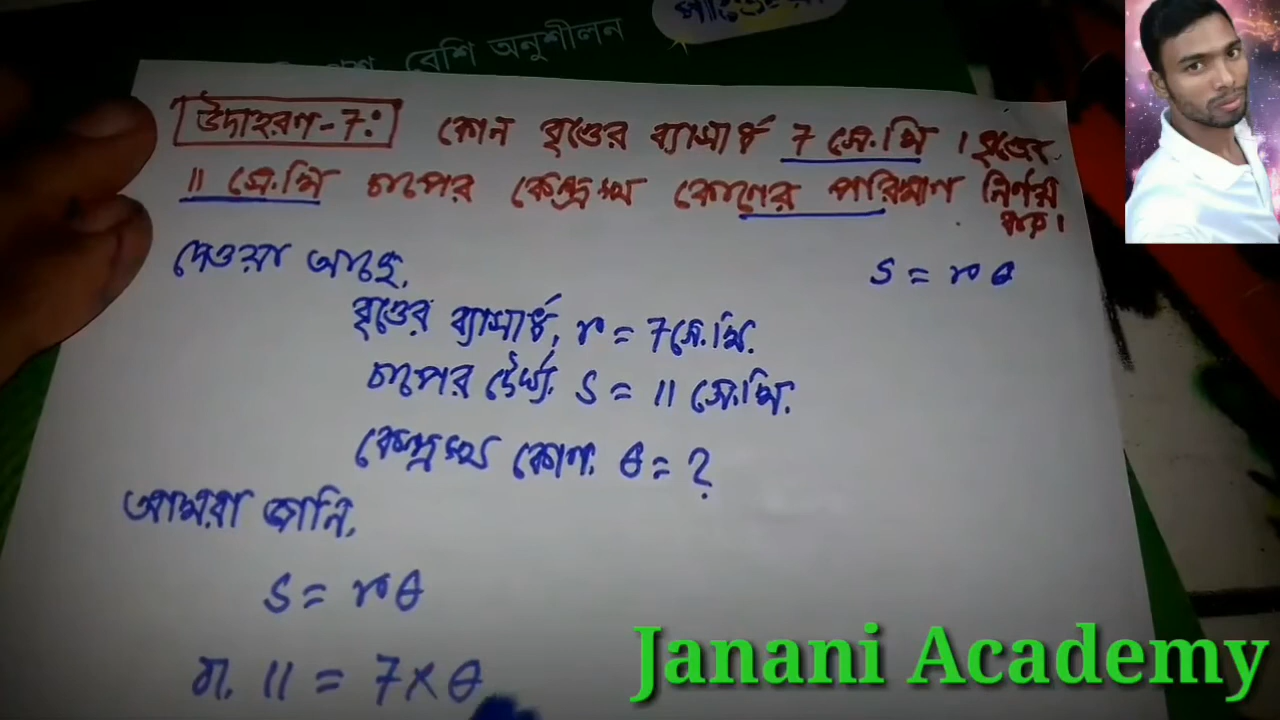 বেশি অনুশীলন
উদাহরণ-7: কোন বৃত্তের ব্যাসার্ধ 7 সে.মি । বৃত্তের
11 সে.মি চাপের কেন্দ্রস্থ কোণের পরিমাণ নির্ণয়
কর।
দেওয়া আছে,
s = rθ
বৃত্তের ব্যাসার্ধ, r = 7সে.মি.
চাপের দৈর্ঘ্য, s = 11 সে.মি.
কেন্দ্রস্থ কোণ, θ = ?
আমরা জানি,
s = rθ
বা, 11 = 7×θ
Janani Academy